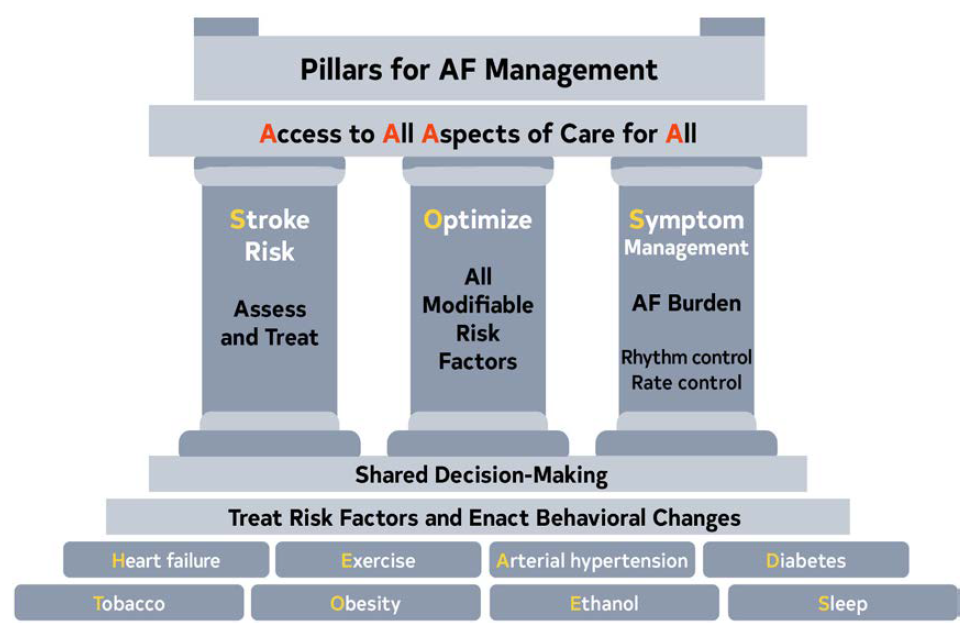 Pillars for AF Management
Access to All Aspects of Care for All
Stroke
Risk
Assess
and Treat
Optimize
All
Modifiable
Risk
Factors
Symptom
Management
AF Burden
Rhythm control
Rate control
Shared Decision-Making
Treat Risk Factors and Enact Behavioral Changes
Heart failure
Exercise
Arterial hypertension
Diabetes
Tobacco
Obesity
Ethanol
Sleep